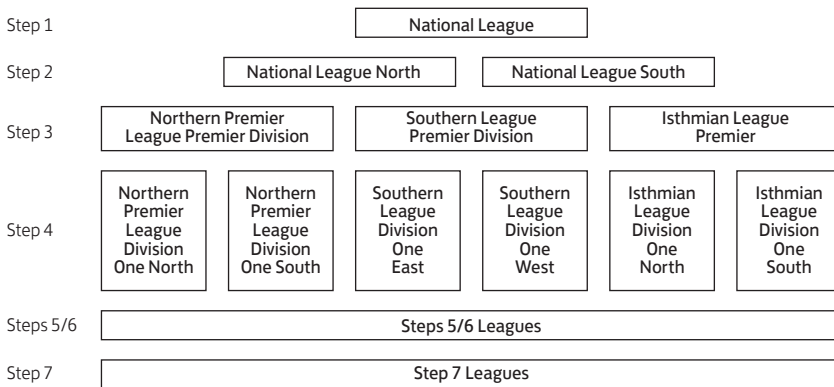 Step 1
National League
Step 2
National League North
National League South
Step 3
Northern Premier
League Premier Division
Southern League
Premier Division
Isthmian League
Premier
Step 4
Northern
Premier
League
Division
One North
Northern
Premier
League
Division
One South
Southern
League
Division
One
East
Southern
League
Division
One
West
Isthmian
League
Division
One
North
Isthmian
League
Division
One
South
Steps 5/6
Steps 5/6 Leagues
Step 7
Step 7 Leagues